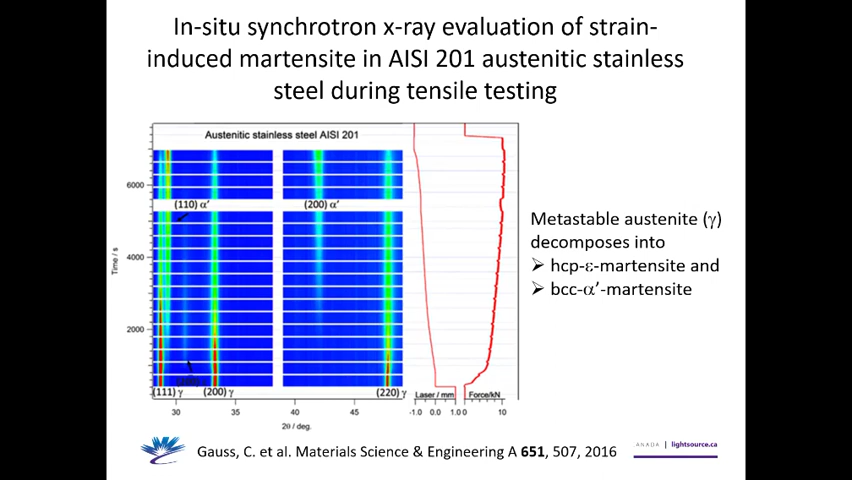 In-situ synchrotron x-ray evaluation of strain-
induced martensite in AISI 201 austenitic stainless
steel during tensile testing
Austenitic stainless steel AISI 201
(110) α'
(200) α'
(111) γ
(200) γ
(220) γ
Time / s
6000
4000
2000
30
35
40
45
2θ / deg.
Laser / mm
Force/kN
-1.0
0.0
1.0
0
10
Metastable austenite (γ)
decomposes into
➢ hcp-ε-martensite and
➢ bcc-α’-martensite
Gauss, C. et al. Materials Science & Engineering A 651, 507, 2016
ANADA | lightsource.ca